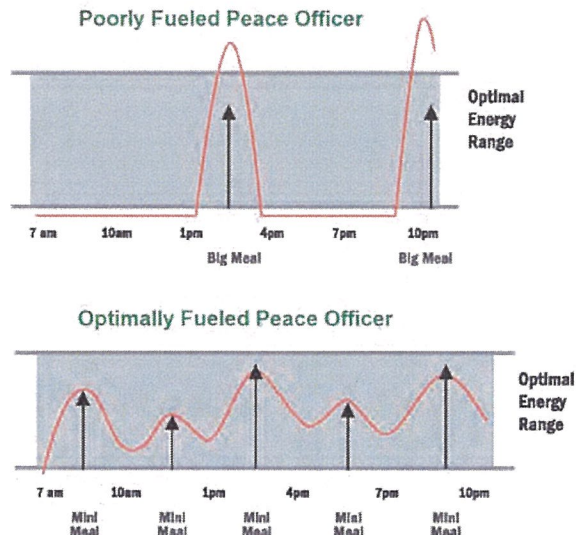 Poorly Fueled Peace Officer
Optimal
Energy
Range
7 am 10am 1pm 4pm 7pm 10pm
Big Meal Big Meal
Optimally Fueled Peace Officer
Optimal
Energy
Range
7 am 10am 1pm 4pm 7pm 10pm
Mini Mini Mini Mini Mini
Meal Meal Meal Meal Meal